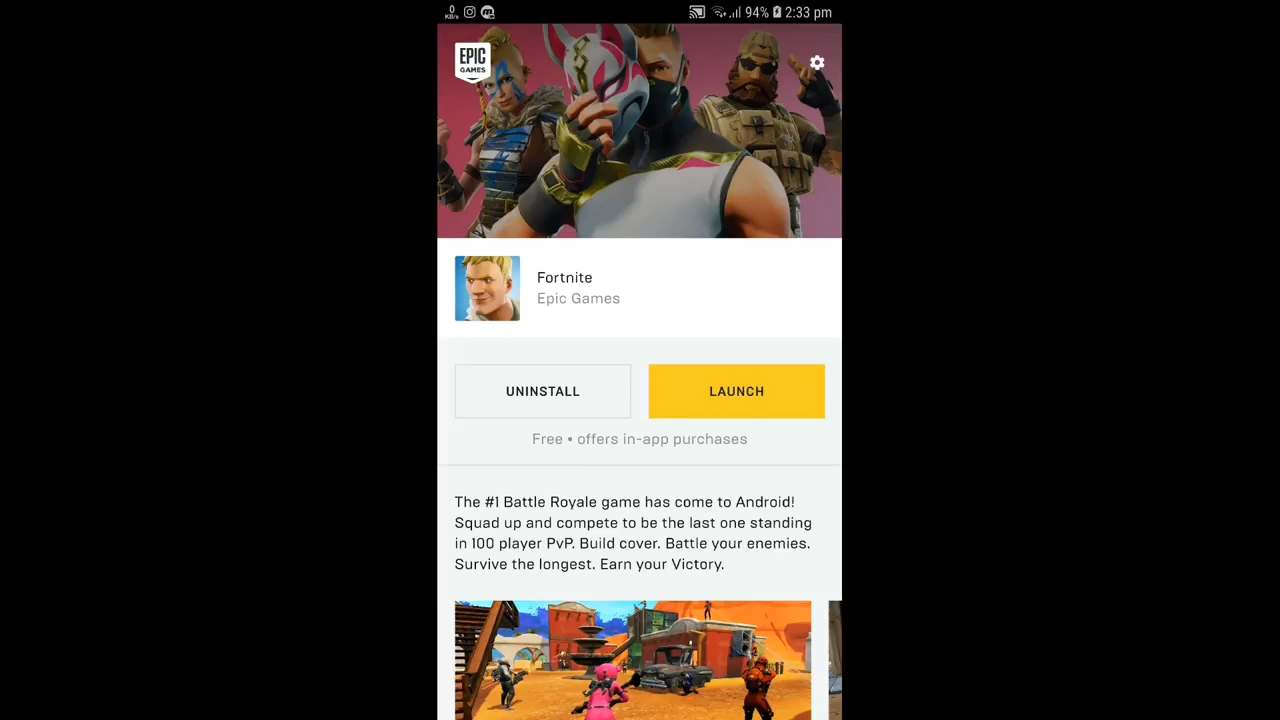 0
KB/s
94% 2:33 pm
EPIC
GAMES
Fortnite
Epic Games
UNINSTALL
LAUNCH
Free • offers in-app purchases
The #1 Battle Royale game has come to Android!
Squad up and compete to be the last one standing
in 100 player PvP. Build cover. Battle your enemies.
Survive the longest. Earn your Victory.